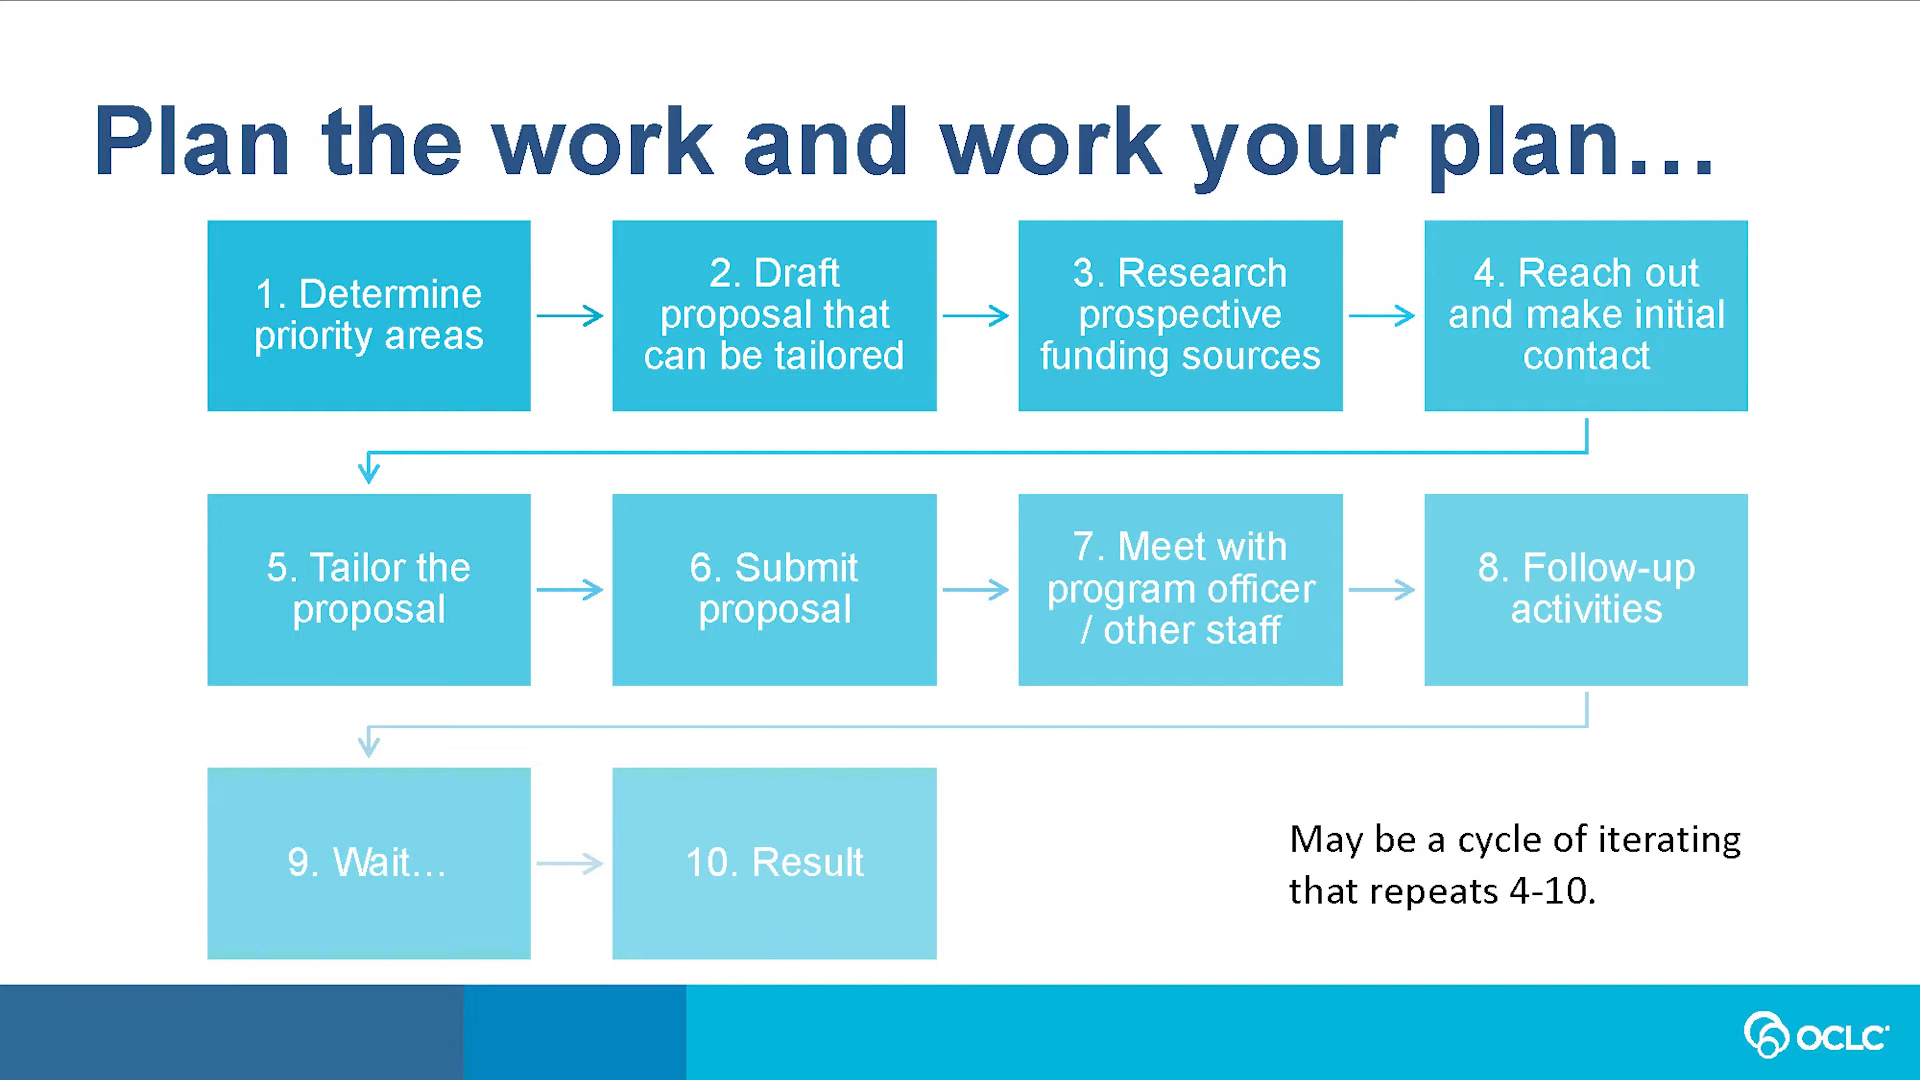 Plan the work and work your plan…
1. Determine
priority areas
2. Draft
proposal that
can be tailored
3. Research
prospective
funding sources
4. Reach out
and make initial
contact
5. Tailor the
proposal
6. Submit
proposal
7. Meet with
program officer
/ other staff
8. Follow-up
activities
9. Wait…
10. Result
May be a cycle of iterating
that repeats 4-10.
OCLC